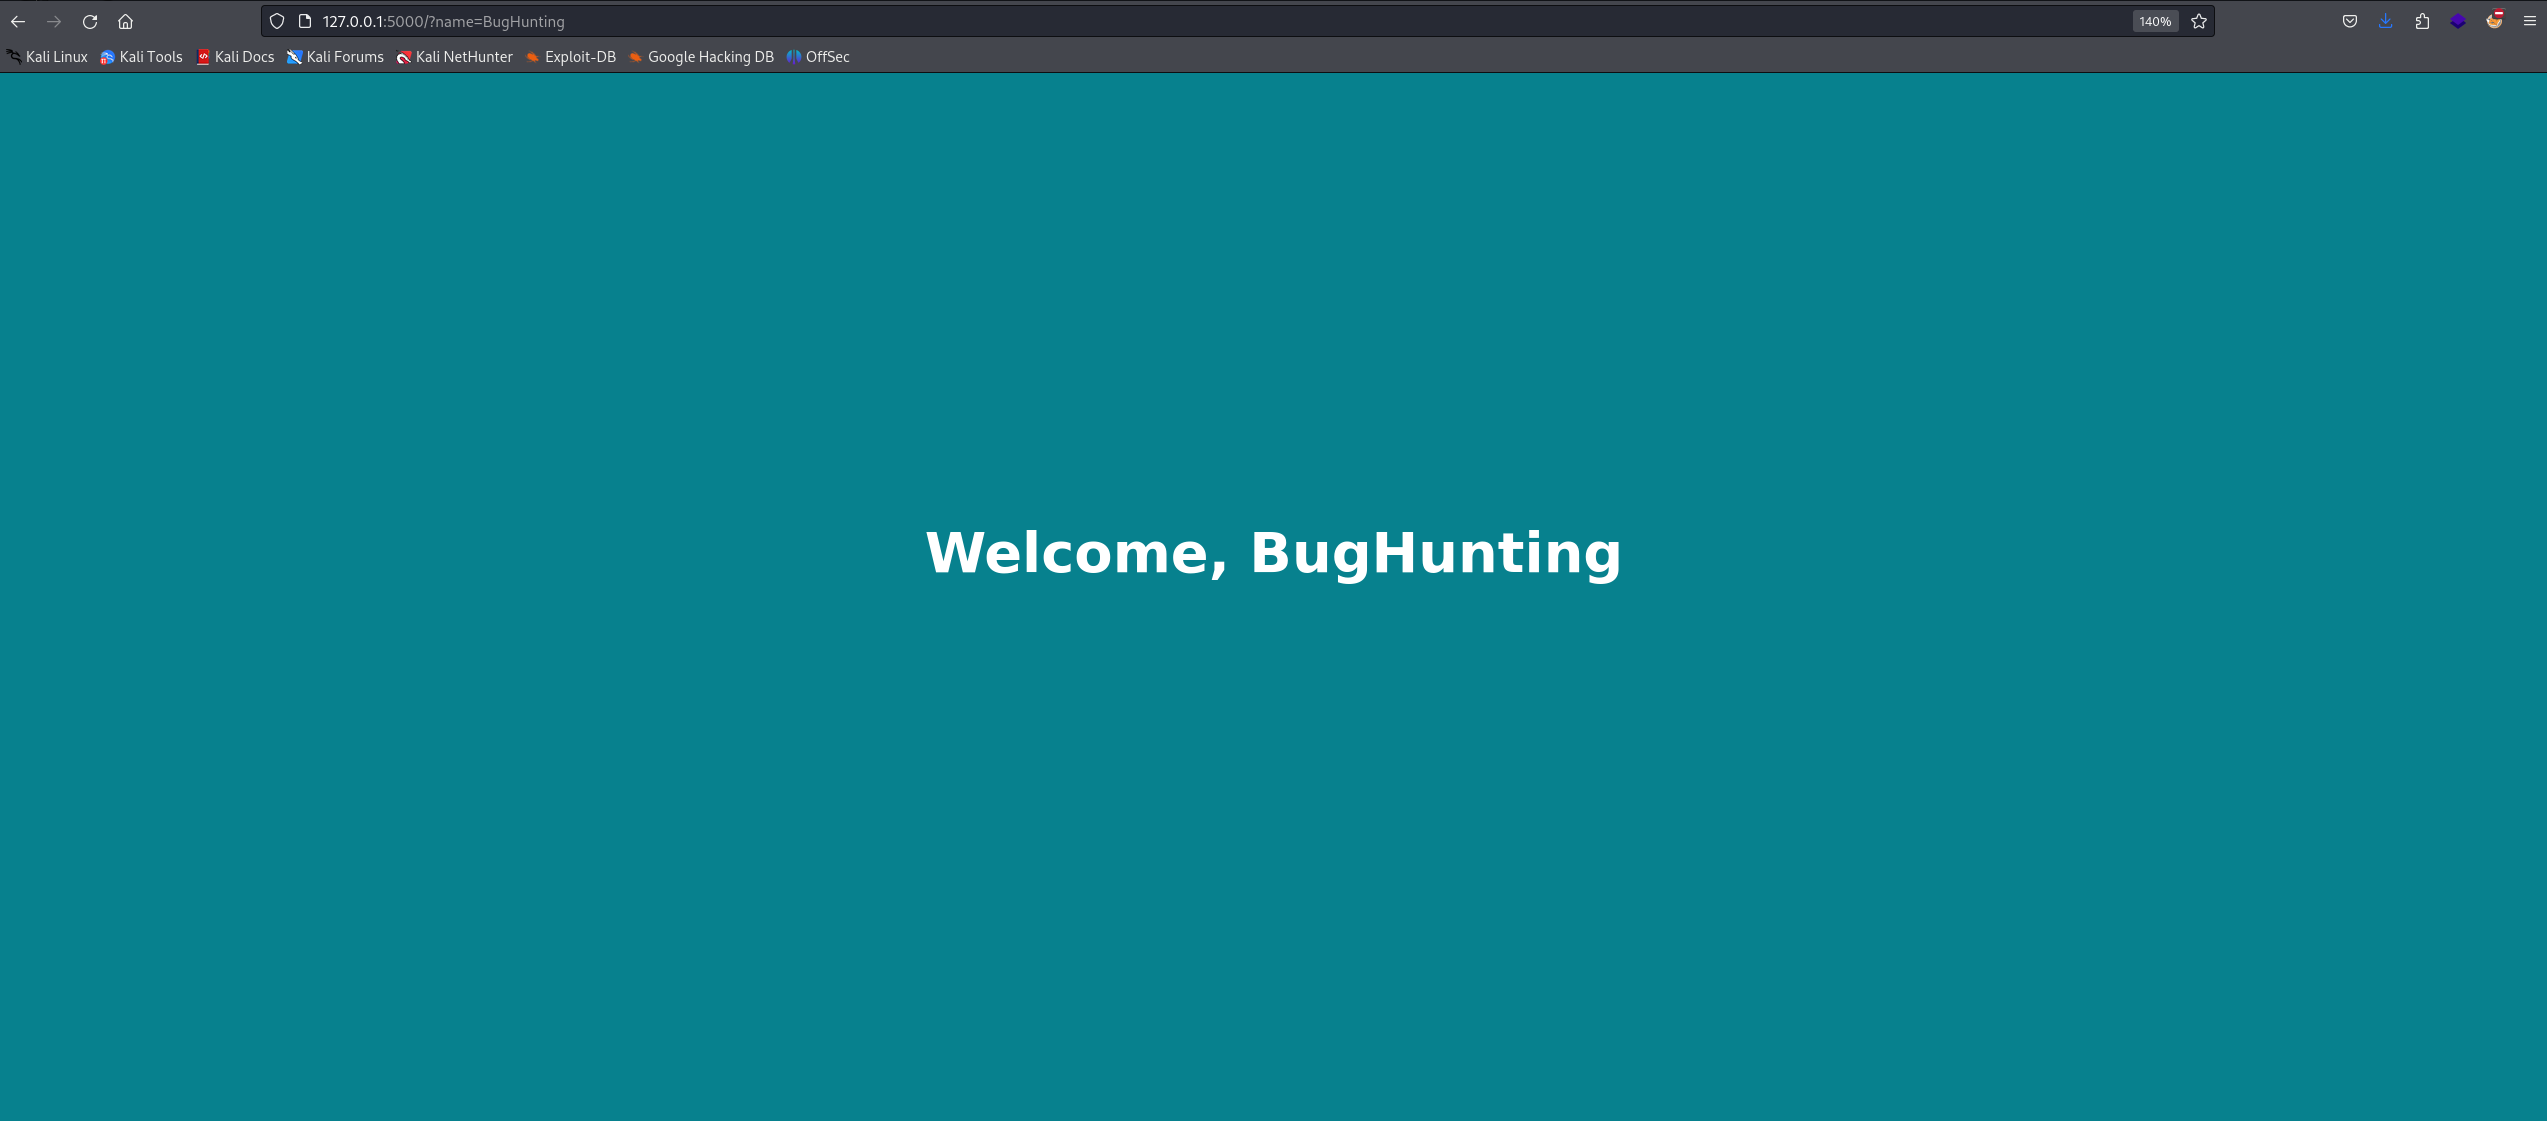 127.0.0.1:5000/?name=BugHunting 140%
Kali Linux Kali Tools Kali Docs Kali Forums Kali NetHunter Exploit-DB Google Hacking DB OffSec
Welcome, BugHunting